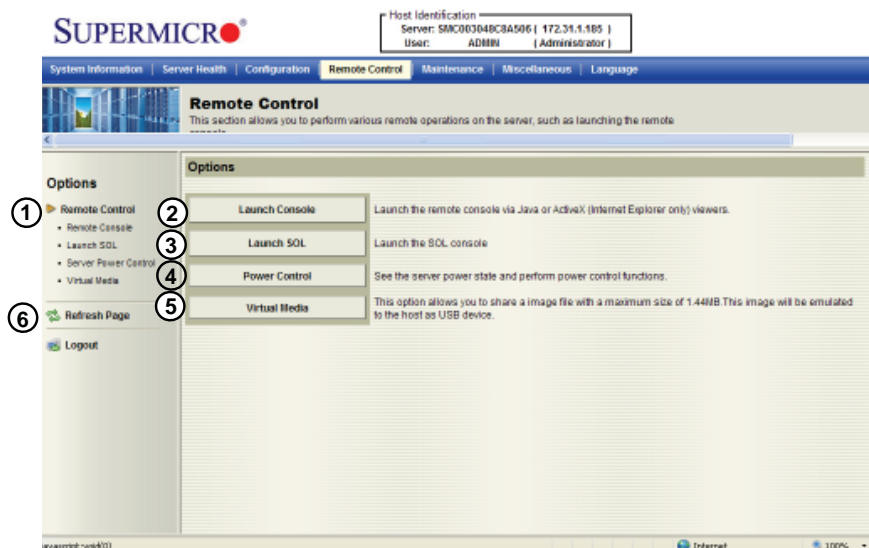 SUPERMICRO®
Host Identification
Server: SMC003048C8A506 ( 172.31.1.185 )
User: ADMIN ( Administrator )
System Information | Server Health | Configuration | Remote Control | Maintenance | Miscellaneous | Language
Remote Control
This section allows you to perform various remote operations on the server, such as launching the remote
Options
Options
1 Remote Control
• Remote Console
• Launch SOL
• Server Power Control
• Virtual Media
6 Refresh Page
Logout
2 Launch Console
Launch the remote console via Java or ActiveX (Internet Explorer only) viewers.
3 Launch SOL
Launch the SOL console
4 Power Control
See the server power state and perform power control functions.
5 Virtual Media
This option allows you to share a image file with a maximum size of 1.44MB.This image will be emulated
to the host as USB device.
Internet
100%